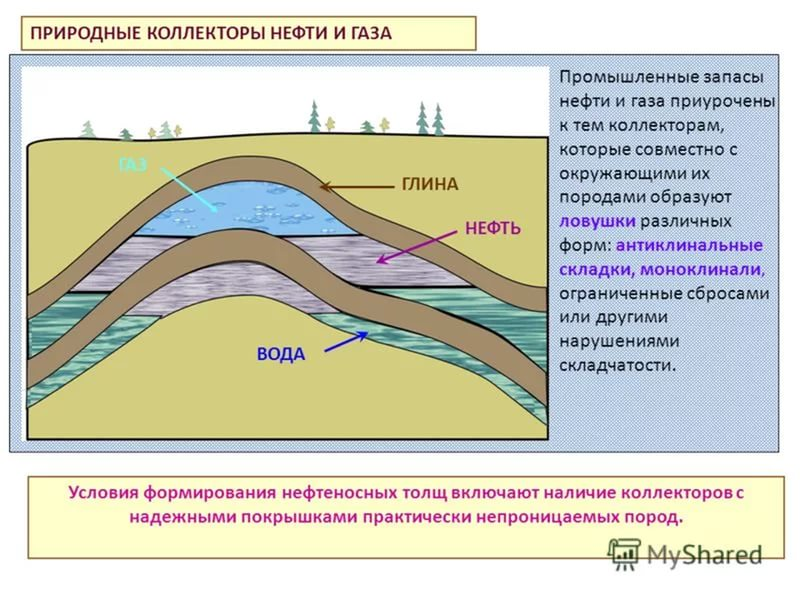 ПРИРОДНЫЕ КОЛЛЕКТОРЫ НЕФТИ И ГАЗА
ГАЗ
ГЛИНА
НЕФТЬ
ВОДА
Промышленные запасы
нефти и газа приурочены
к тем коллекторам,
которые совместно с
окружающими их
породами образуют
ловушки различных
форм: антиклинальные
складки, моноклинали,
ограниченные сбросами
или другими
нарушениями
складчатости.
Условия формирования нефтеносных толщ включают наличие коллекторов с
надежными покрышками практически непроницаемых пород.
MyShared